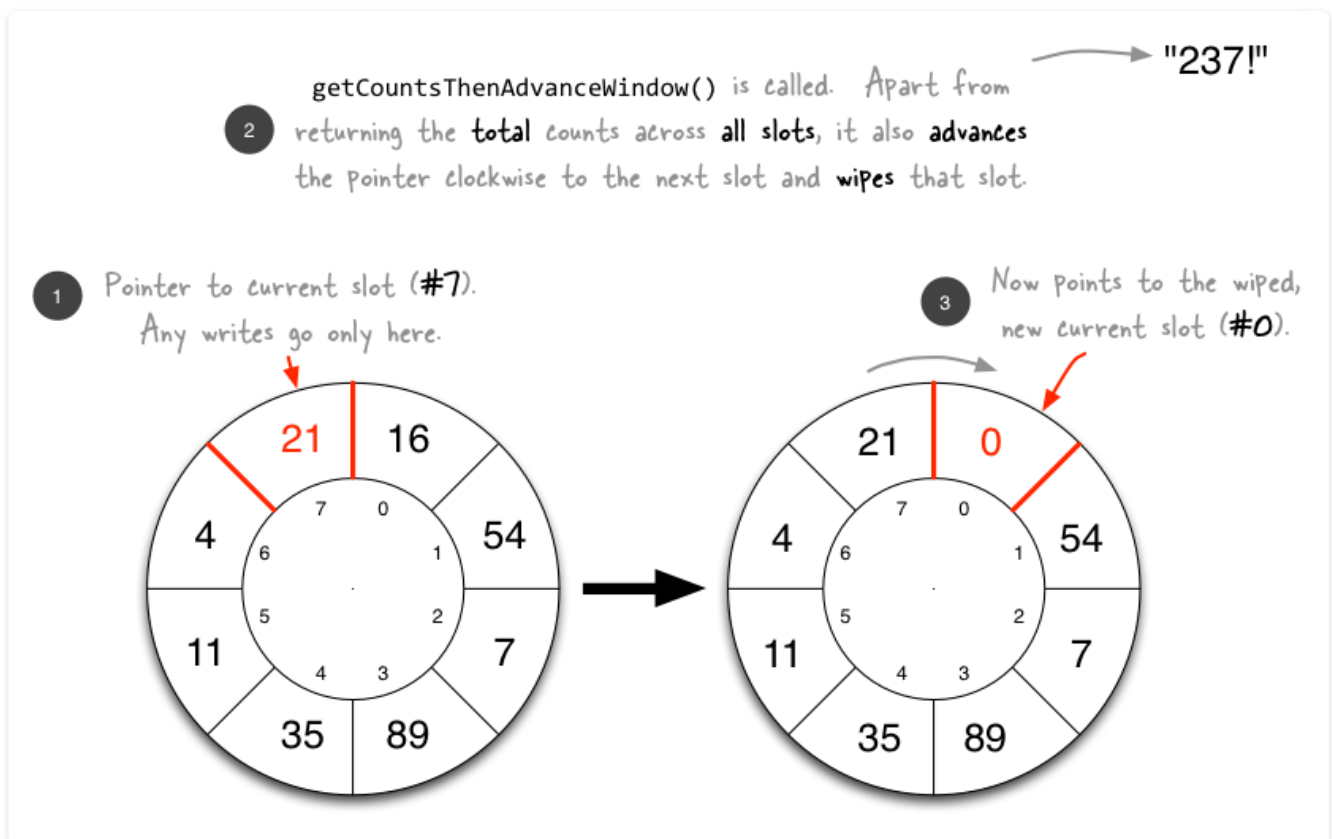 "237!"
getCountsThenAdvanceWindow() is called. Apart from
2
returning the total counts across all slots, it also advances
the pointer clockwise to the next slot and wipes that slot.
1
Pointer to current slot (#7).
Any writes go only here.
3
Now points to the wiped,
new current slot (#0).
21 16
4 7 0 54
6 1
5 2
11 4 3 7
35 89
21 0
4 7 0 54
6 1
5 2
11 4 3 7
35 89